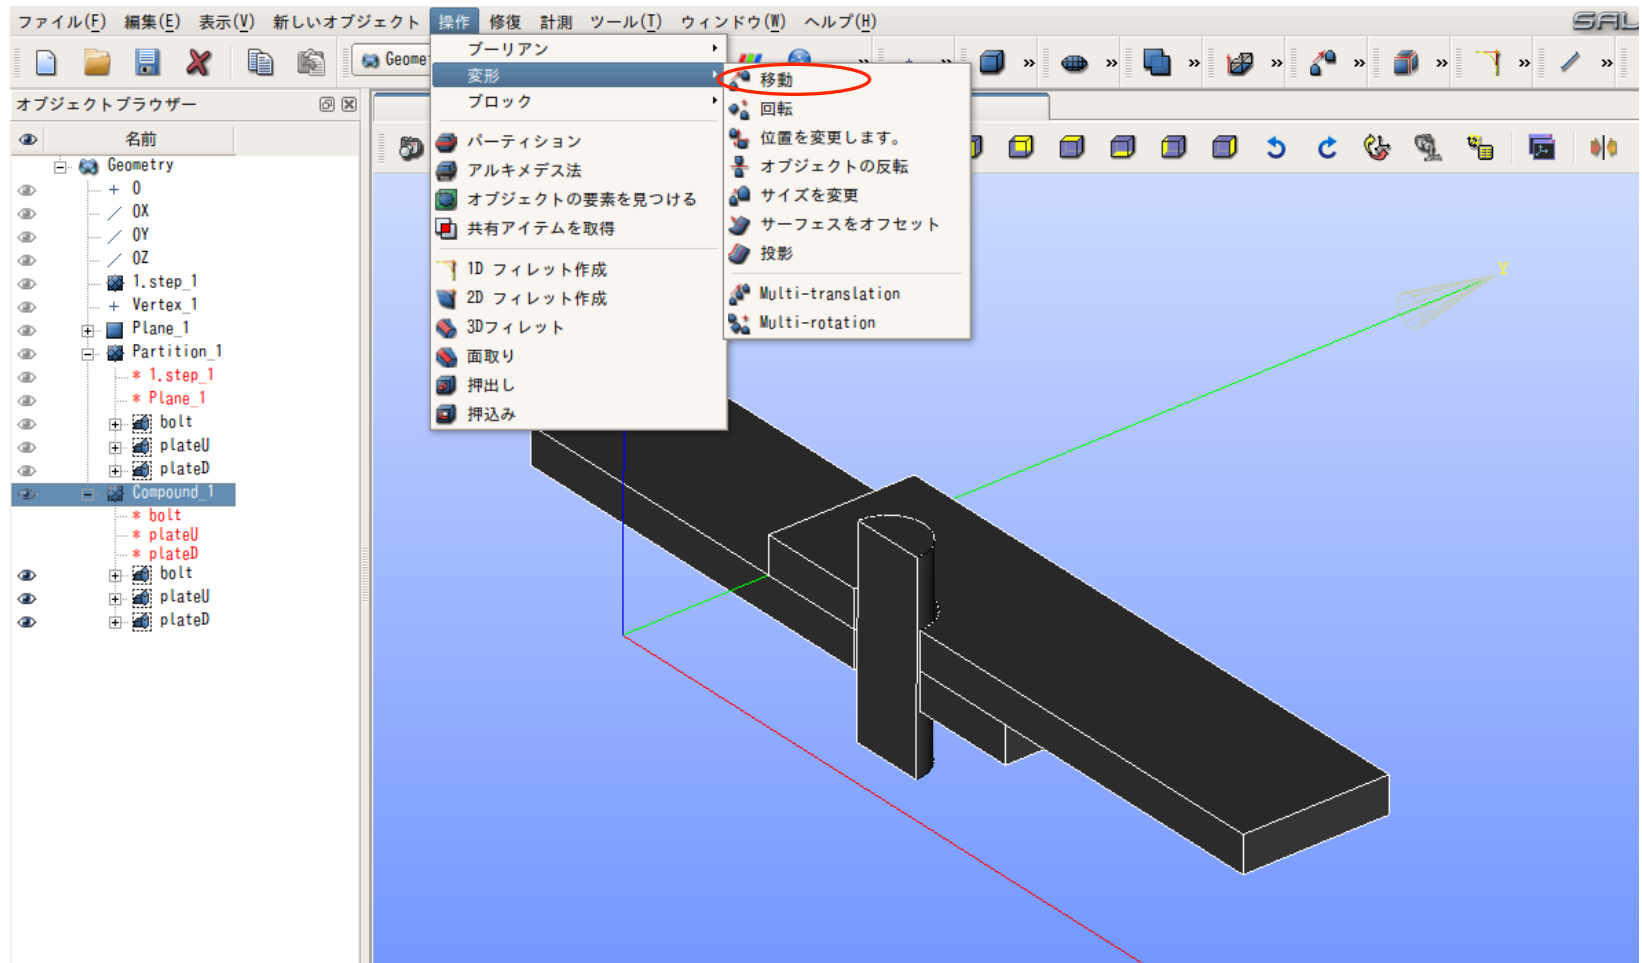 ファイル(F) 編集(E) 表示(V) 新しいオブジェクト 操作 修復 計測 ツール(T) ウィンドウ(W) ヘルプ(H)
SAL
Geome
オブジェクトブラウザー
名前
Geometry
O
OX
OY
OZ
1.step_1
Vertex_1
Plane_1
Partition_1
* 1.step_1
* Plane_1
bolt
plateU
plateD
Compound_1
* bolt
* plateU
* plateD
bolt
plateU
plateD
ブーリアン
変形
ブロック
パーティション
アルキメデス法
オブジェクトの要素を見つける
共有アイテムを取得
1D フィレット作成
2D フィレット作成
3Dフィレット
面取り
押出し
押込み
移動
回転
位置を変更します。
オブジェクトの反転
サイズを変更
サーフェスをオフセット
投影
Multi-translation
Multi-rotation
Y